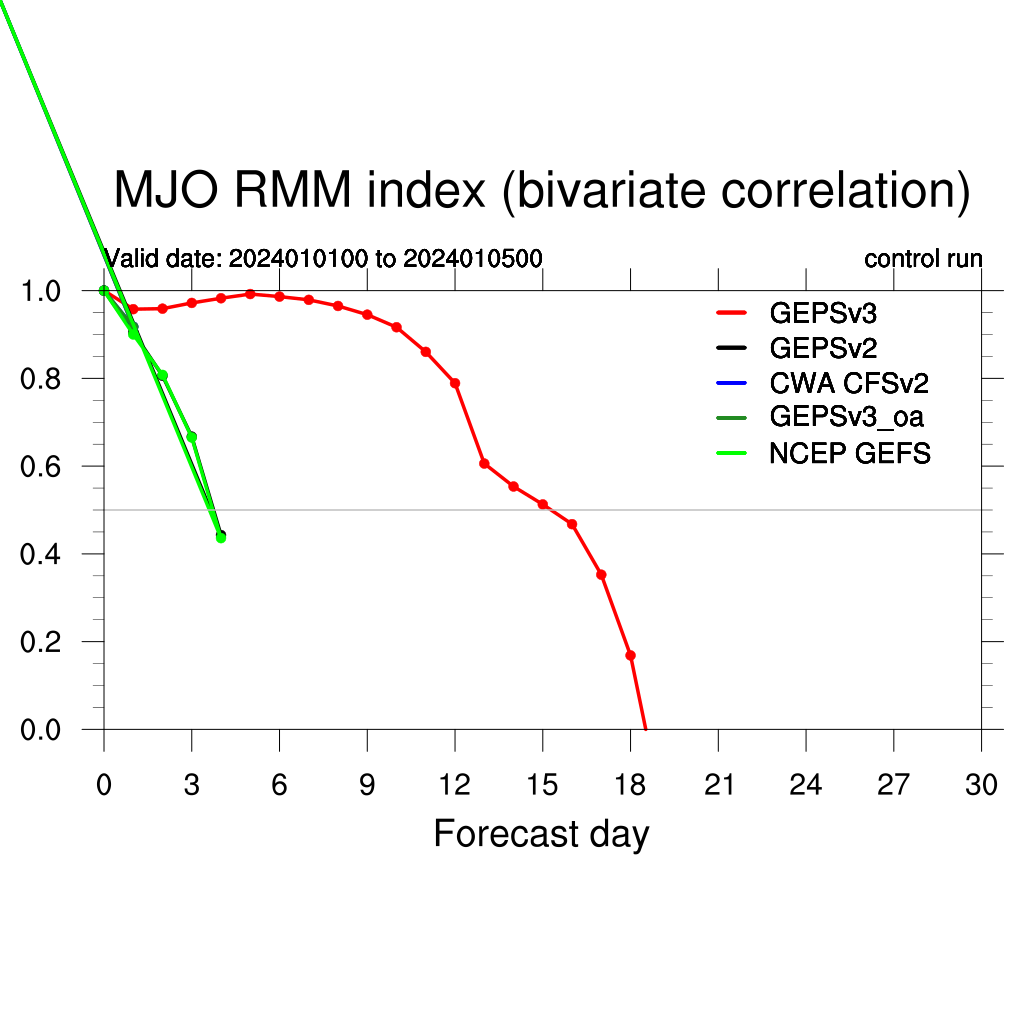 MJO RMM index (bivariate correlation)
Valid date: 2024010100 to 2024010500 control run
1.0
0.8
0.6
0.4
0.2
0.0
GEPSv3
GEPSv2
CWA CFSv2
GEPSv3_oa
NCEP GEFS
0 3 6 9 12 15 18 21 24 27 30
Forecast day